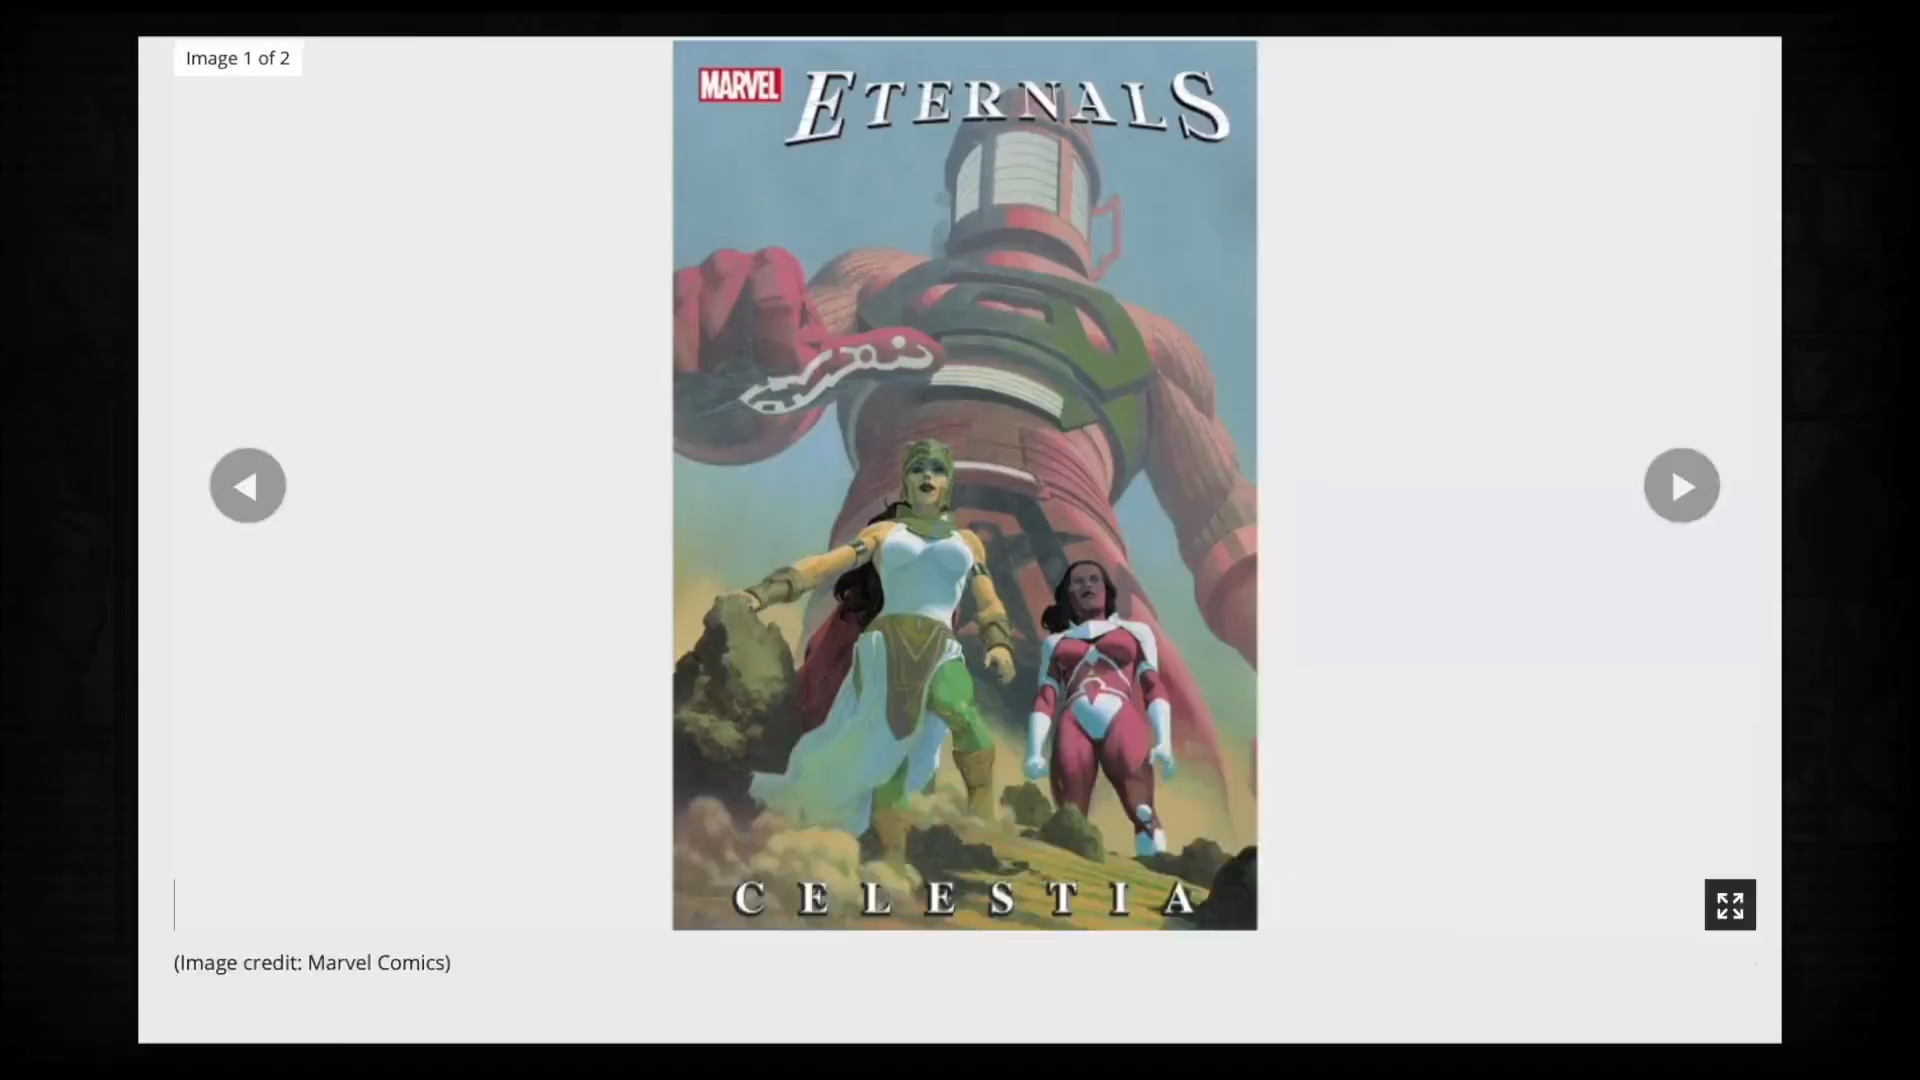 Image 1 of 2
MARVEL
ETERNALS
CELESTIA
(Image credit: Marvel Comics)